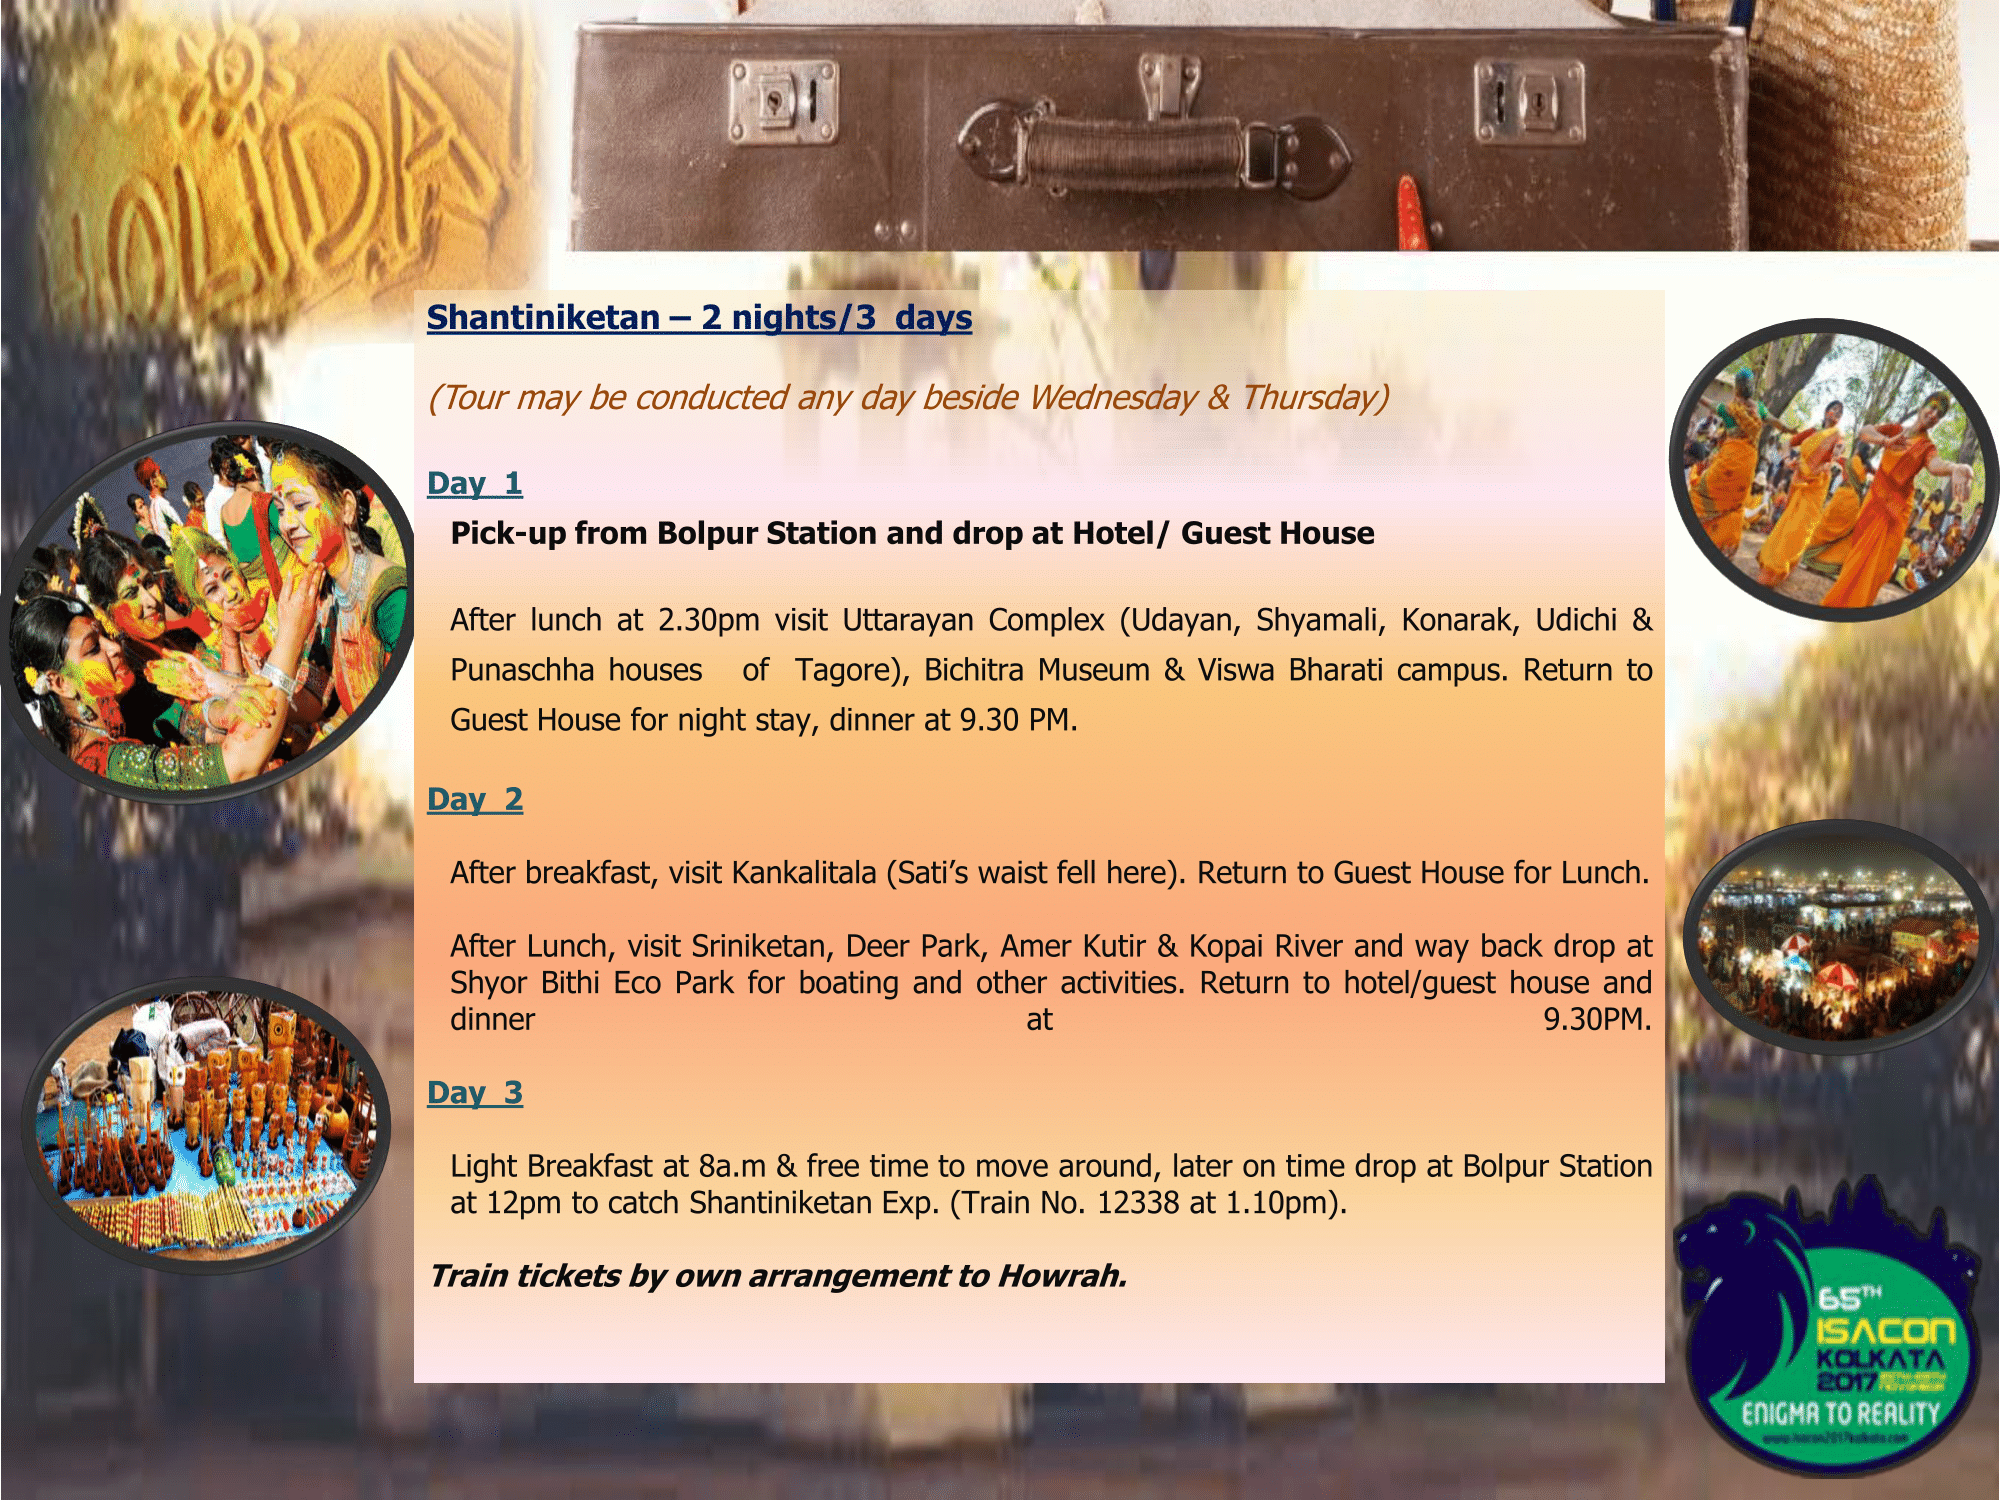 HOLIDAY
Shantiniketan – 2 nights/3 days
(Tour may be conducted any day beside Wednesday & Thursday)
Day 1
Pick-up from Bolpur Station and drop at Hotel/ Guest House
After lunch at 2.30pm visit Uttarayan Complex (Udayan, Shyamali, Konarak, Udichi &
Punaschha houses of Tagore), Bichitra Museum & Viswa Bharati campus. Return to
Guest House for night stay, dinner at 9.30 PM.
Day 2
After breakfast, visit Kankalitala (Sati’s waist fell here). Return to Guest House for Lunch.
After Lunch, visit Sriniketan, Deer Park, Amer Kutir & Kopai River and way back drop at
Shyor Bithi Eco Park for boating and other activities. Return to hotel/guest house and
dinner at 9.30PM.
Day 3
Light Breakfast at 8a.m & free time to move around, later on time drop at Bolpur Station
at 12pm to catch Shantiniketan Exp. (Train No. 12338 at 1.10pm).
Train tickets by own arrangement to Howrah.
65TH
ISACON
KOLKATA
2017
ENIGMA TO REALITY